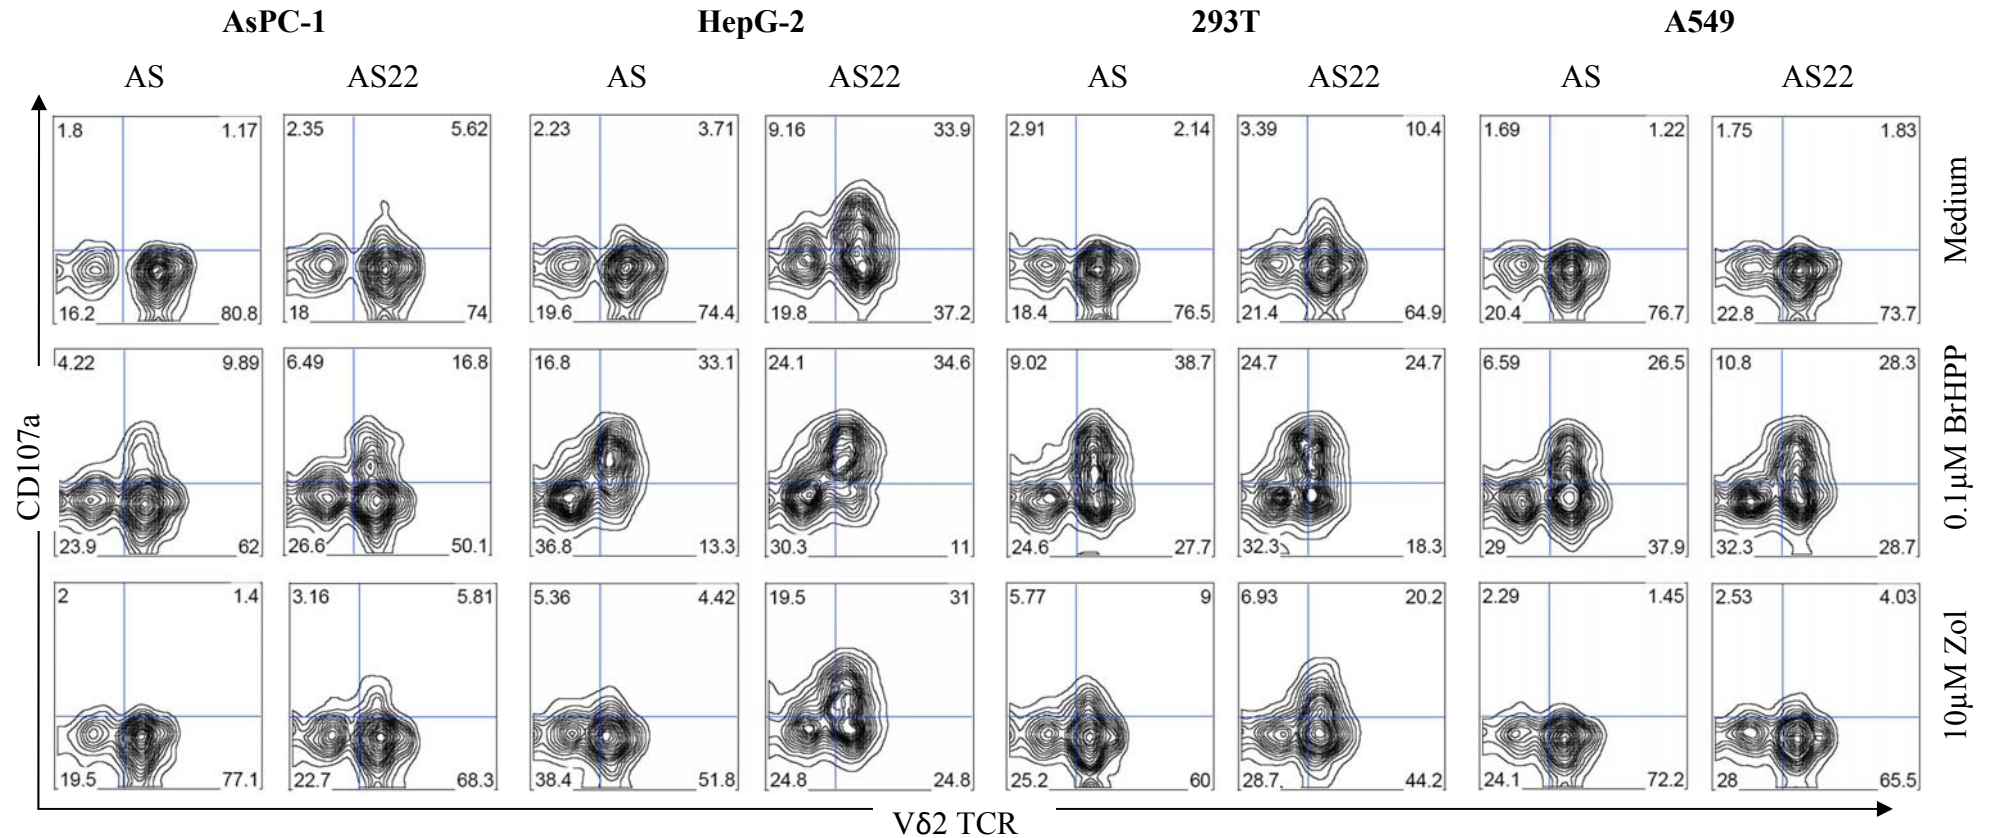 AsPC-1 HepG-2 293T A549
AS AS22 AS AS22 AS AS22 AS AS22
1.8 1.17 2.35 5.62 2.23 3.71 9.16 33.9 2.91 2.14 3.39 10.4 1.69 1.22 1.75 1.83
16.2 80.8 18 74 19.6 74.4 19.8 37.2 18.4 76.5 21.4 64.9 20.4 76.7 22.8 73.7
Medium
4.22 9.89 6.49 16.8 16.8 33.1 24.1 34.6 9.02 38.7 24.7 24.7 6.59 26.5 10.8 28.3
23.9 62 26.6 50.1 36.8 13.3 30.3 11 24.6 27.7 32.3 18.3 29 37.9 32.3 28.7
0.1µM BrHPP
2 1.4 3.16 5.81 5.36 4.42 19.5 31 5.77 9 6.93 20.2 2.29 1.45 2.53 4.03
19.5 77.1 22.7 68.3 38.4 51.8 24.8 24.8 25.2 60 28.7 44.2 24.1 72.2 28 65.5
10µM Zol
CD107a
Vδ2 TCR